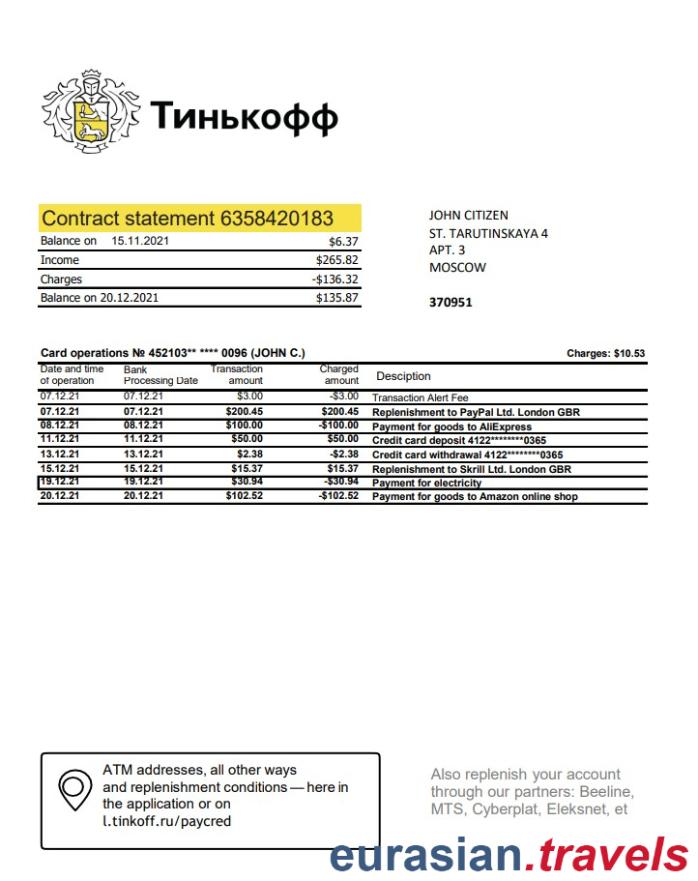 Тинькофф
Contract statement 6358420183
Balance on 15.11.2021 $6.37
Income $265.82
Charges -$136.32
Balance on 20.12.2021 $135.87
JOHN CITIZEN
ST. TARUTINSKAYA 4
APT. 3
MOSCOW
370951
Card operations № 452103** **** 0096 (JOHN C.) Charges: $10.53
Date and time of operation Bank Processing Date Transaction amount Charged amount Desciption
07.12.21 07.12.21 $3.00 -$3.00 Transaction Alert Fee
07.12.21 07.12.21 $200.45 $200.45 Replenishment to PayPal Ltd. London GBR
08.12.21 08.12.21 $100.00 -$100.00 Payment for goods to AliExpress
11.12.21 11.12.21 $50.00 $50.00 Credit card deposit 4122********0365
13.12.21 13.12.21 $2.38 -$2.38 Credit card withdrawal 4122********0365
15.12.21 15.12.21 $15.37 $15.37 Replenishment to Skrill Ltd. London GBR
19.12.21 19.12.21 $30.94 -$30.94 Payment for electricity
20.12.21 20.12.21 $102.52 -$102.52 Payment for goods to Amazon online shop
ATM addresses, all other ways
and replenishment conditions — here in
the application or on
l.tinkoff.ru/paycred
Also replenish your account
through our partners: Beeline,
MTS, Cyberplat, Eleksnet, et
eurasian.travels